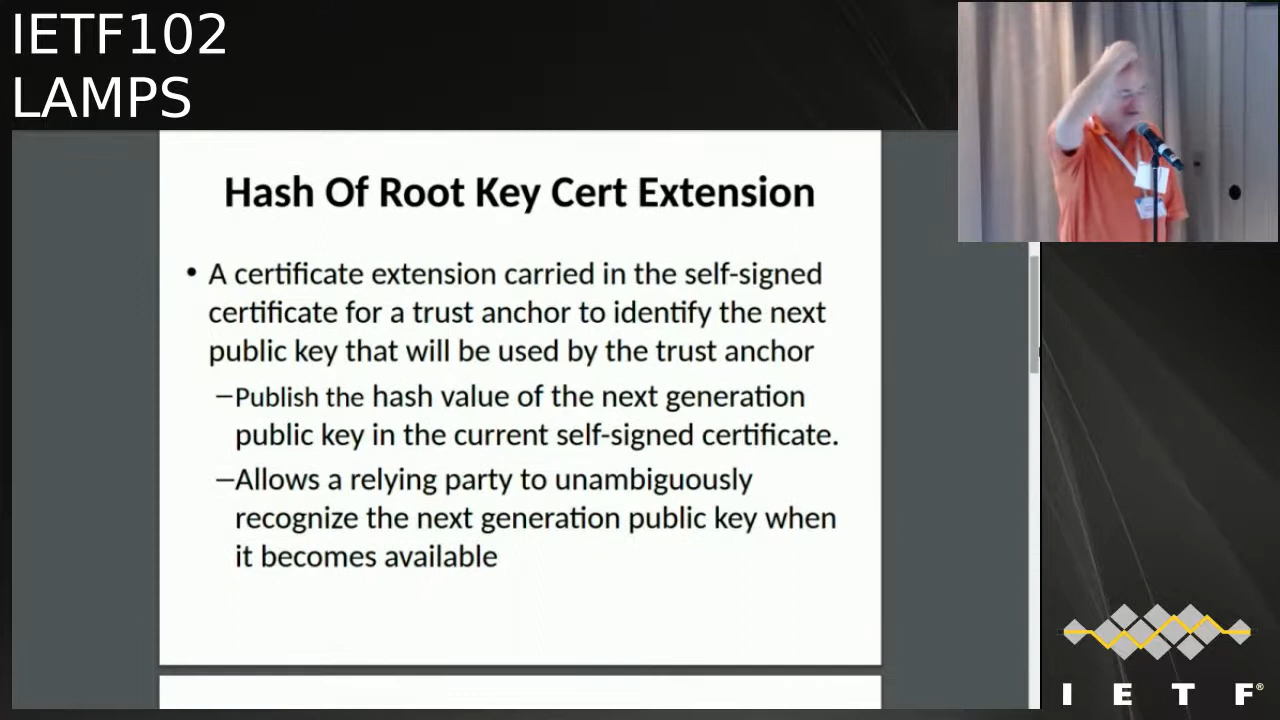 IETF102
LAMPS
Hash Of Root Key Cert Extension
• A certificate extension carried in the self-signed
certificate for a trust anchor to identify the next
public key that will be used by the trust anchor
–Publish the hash value of the next generation
public key in the current self-signed certificate.
–Allows a relying party to unambiguously
recognize the next generation public key when
it becomes available
I E T F®